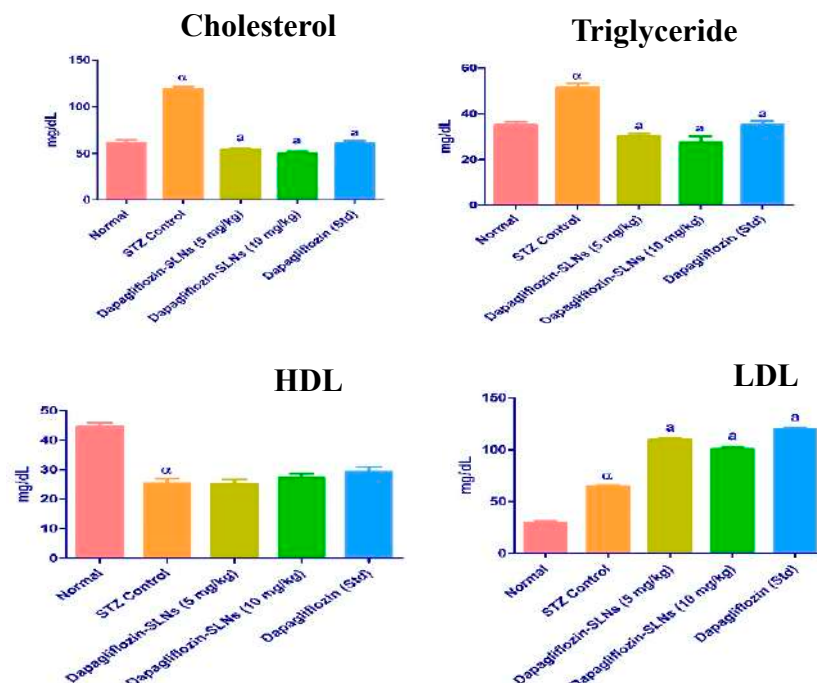 Cholesterol
150
100
50
0
mg/dL
α
a
a
a
Normal
STZ Control
Dapagliflozin-SLNs (5 mg/kg)
Dapagliflozin-SLNs (10 mg/kg)
Dapagliflozin (Std)
Triglyceride
60
40
20
0
mg/dL
α
a
a
a
Normal
STZ Control
Dapagliflozin-SLNs (5 mg/kg)
Dapagliflozin-SLNs (10 mg/kg)
Dapagliflozin (Std)
HDL
50
40
30
20
10
0
mg/dL
α
Normal
STZ Control
Dapagliflozin-SLNs (5 mg/kg)
Dapagliflozin-SLNs (10 mg/kg)
Dapagliflozin (Std)
LDL
150
100
50
0
mg/dL
α
a
a
a
Normal
STZ Control
Dapagliflozin-SLNs (5 mg/kg)
Dapagliflozin-SLNs (10 mg/kg)
Dapagliflozin (Std)